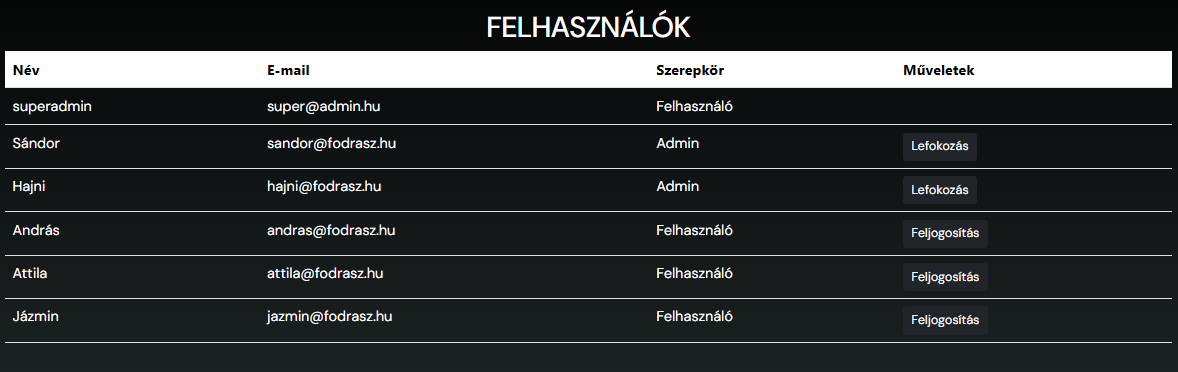 FELHASZNÁLÓK
Név E-mail Szerepkör Műveletek
superadmin super@admin.hu Felhasználó
Sándor sandor@fodrasz.hu Admin Lefokozás
Hajni hajni@fodrasz.hu Admin Lefokozás
András andras@fodrasz.hu Felhasználó Feljogosítás
Attila attila@fodrasz.hu Felhasználó Feljogosítás
Jázmin jazmin@fodrasz.hu Felhasználó Feljogosítás